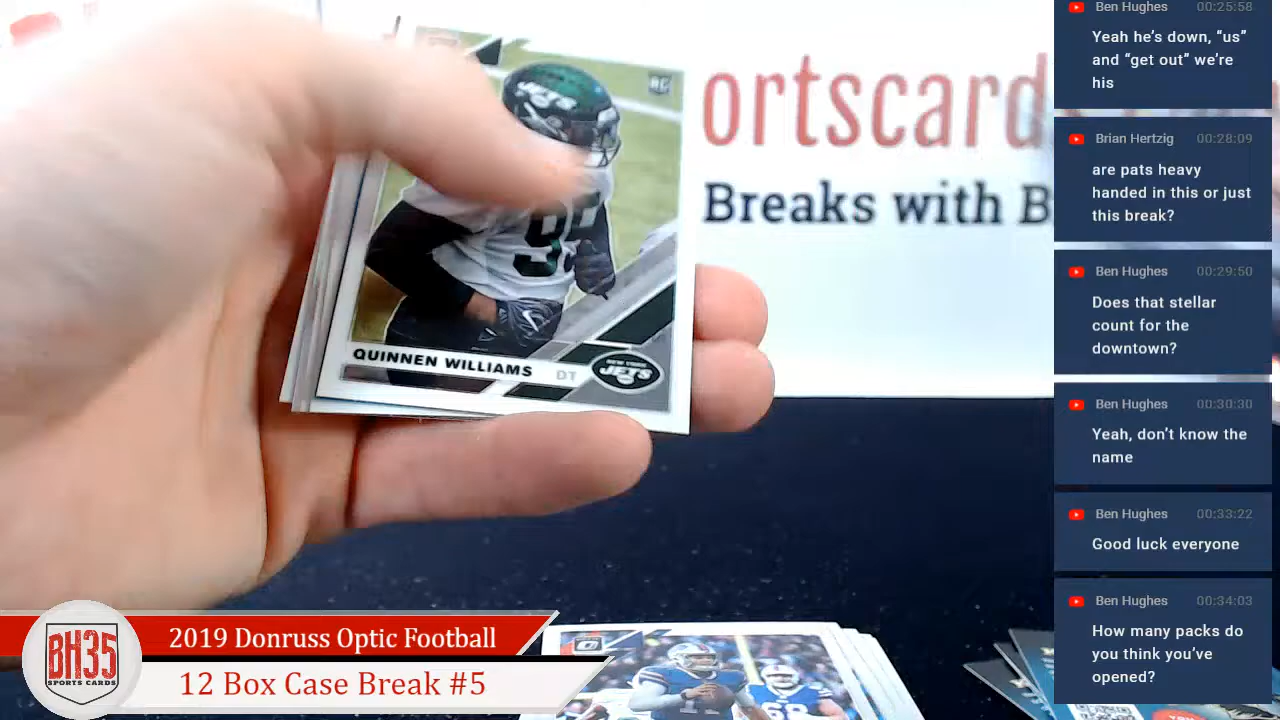 Ben Hughes 00:25:58
Yeah he's down, “us”
and “get out” we're
his
Brian Hertzig 00:28:09
are pats heavy
handed in this or just
this break?
Ben Hughes 00:29:50
Does that stellar
count for the
downtown?
Ben Hughes 00:30:30
Yeah, don't know the
name
Ben Hughes 00:33:22
Good luck everyone
Ben Hughes 00:34:03
How many packs do
you think you've
opened?
ortscard
Breaks with B
RC
JETS
QUINNEN WILLIAMS DT
NEW YORK
JETS
BH35
SPORTS CARDS
2019 Donruss Optic Football
12 Box Case Break #5